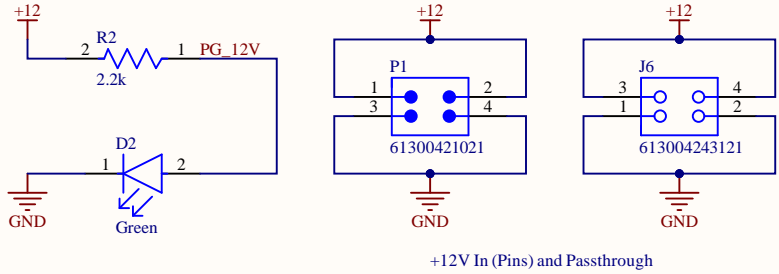 +12
R2
2 1 PG_12V
2.2k
D2
1 2
Green
GND
+12
P1
1 2
3 4
61300421021
GND
+12
J6
3 4
1 2
613004243121
GND
+12V In (Pins) and Passthrough